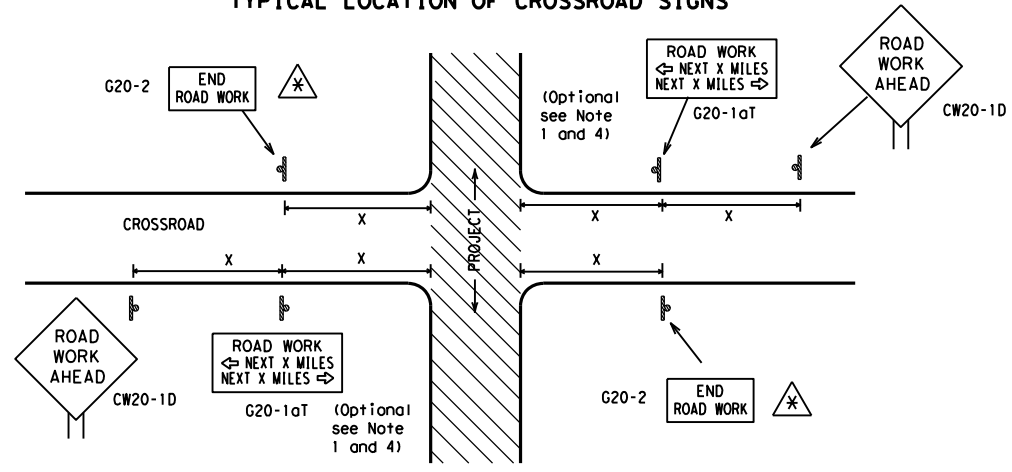 TYPICAL LOCATION OF CROSSROAD SIGNS
G20-2
END
ROAD WORK
*
(Optional
see Note
1 and 4)
ROAD WORK
⇦ NEXT X MILES
NEXT X MILES ⇨
G20-1aT
ROAD
WORK
AHEAD
CW20-1D
X
X
X
CROSSROAD
PROJECT
X
X
X
ROAD
WORK
AHEAD
CW20-1D
ROAD WORK
⇦ NEXT X MILES
NEXT X MILES ⇨
G20-1aT
(Optional
see Note
1 and 4)
G20-2
END
ROAD WORK
*